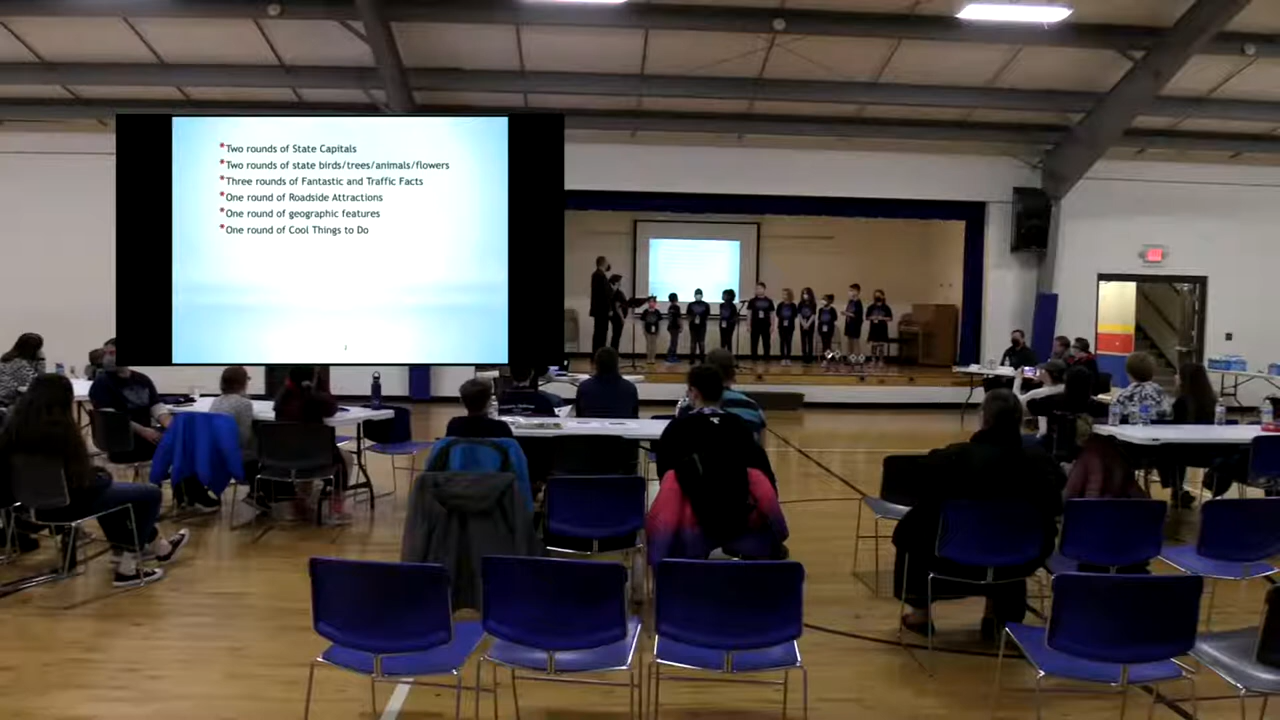 *Two rounds of State Capitals
*Two rounds of state birds/trees/animals/flowers
*Three rounds of Fantastic and Traffic Facts
*One round of Roadside Attractions
*One round of geographic features
*One round of Cool Things to Do